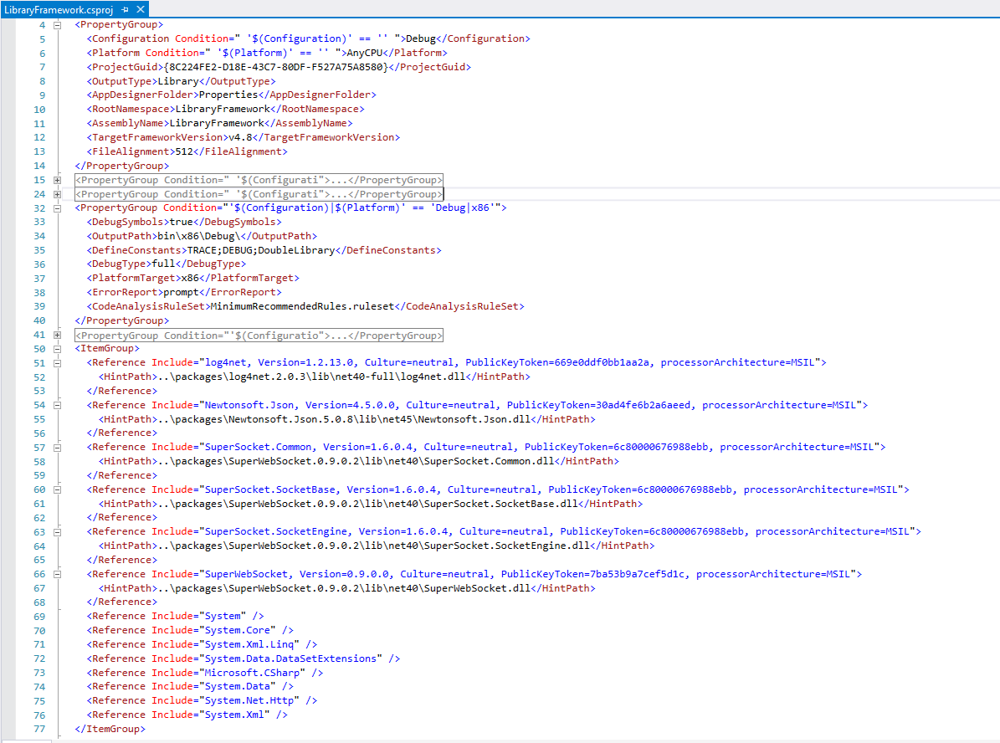 LibraryFramework.csproj
4 <PropertyGroup>
5 <Configuration Condition=" '$(Configuration)' == '' ">Debug</Configuration>
6 <Platform Condition=" '$(Platform)' == '' ">AnyCPU</Platform>
7 <ProjectGuid>{8C224FE2-D18E-43C7-80DF-F527A75A8580}</ProjectGuid>
8 <OutputType>Library</OutputType>
9 <AppDesignerFolder>Properties</AppDesignerFolder>
10 <RootNamespace>LibraryFramework</RootNamespace>
11 <AssemblyName>LibraryFramework</AssemblyName>
12 <TargetFrameworkVersion>v4.8</TargetFrameworkVersion>
13 <FileAlignment>512</FileAlignment>
14 </PropertyGroup>
15 <PropertyGroup Condition=" '$(Configurati">...</PropertyGroup>
24 <PropertyGroup Condition=" '$(Configurati">...</PropertyGroup>
32 <PropertyGroup Condition="'$(Configuration)|$(Platform)' == 'Debug|x86'">
33 <DebugSymbols>true</DebugSymbols>
34 <OutputPath>bin\x86\Debug\</OutputPath>
35 <DefineConstants>TRACE;DEBUG;DoubleLibrary</DefineConstants>
36 <DebugType>full</DebugType>
37 <PlatformTarget>x86</PlatformTarget>
38 <ErrorReport>prompt</ErrorReport>
39 <CodeAnalysisRuleSet>MinimumRecommendedRules.ruleset</CodeAnalysisRuleSet>
40 </PropertyGroup>
41 <PropertyGroup Condition="'$(Configuratio">...</PropertyGroup>
50 <ItemGroup>
51 <Reference Include="log4net, Version=1.2.13.0, Culture=neutral, PublicKeyToken=669e0ddf0bb1aa2a, processorArchitecture=MSIL">
52 <HintPath>..\packages\log4net.2.0.3\lib\net40-full\log4net.dll</HintPath>
53 </Reference>
54 <Reference Include="Newtonsoft.Json, Version=4.5.0.0, Culture=neutral, PublicKeyToken=30ad4fe6b2a6aeed, processorArchitecture=MSIL">
55 <HintPath>..\packages\Newtonsoft.Json.5.0.8\lib\net45\Newtonsoft.Json.dll</HintPath>
56 </Reference>
57 <Reference Include="SuperSocket.Common, Version=1.6.0.4, Culture=neutral, PublicKeyToken=6c80000676988ebb, processorArchitecture=MSIL">
58 <HintPath>..\packages\SuperWebSocket.0.9.0.2\lib\net40\SuperSocket.Common.dll</HintPath>
59 </Reference>
60 <Reference Include="SuperSocket.SocketBase, Version=1.6.0.4, Culture=neutral, PublicKeyToken=6c80000676988ebb, processorArchitecture=MSIL">
61 <HintPath>..\packages\SuperWebSocket.0.9.0.2\lib\net40\SuperSocket.SocketBase.dll</HintPath>
62 </Reference>
63 <Reference Include="SuperSocket.SocketEngine, Version=1.6.0.4, Culture=neutral, PublicKeyToken=6c80000676988ebb, processorArchitecture=MSIL">
64 <HintPath>..\packages\SuperWebSocket.0.9.0.2\lib\net40\SuperSocket.SocketEngine.dll</HintPath>
65 </Reference>
66 <Reference Include="SuperWebSocket, Version=0.9.0.0, Culture=neutral, PublicKeyToken=7ba53b9a7cef5d1c, processorArchitecture=MSIL">
67 <HintPath>..\packages\SuperWebSocket.0.9.0.2\lib\net40\SuperWebSocket.dll</HintPath>
68 </Reference>
69 <Reference Include="System" />
70 <Reference Include="System.Core" />
71 <Reference Include="System.Xml.Linq" />
72 <Reference Include="System.Data.DataSetExtensions" />
73 <Reference Include="Microsoft.CSharp" />
74 <Reference Include="System.Data" />
75 <Reference Include="System.Net.Http" />
76 <Reference Include="System.Xml" />
77 </ItemGroup>